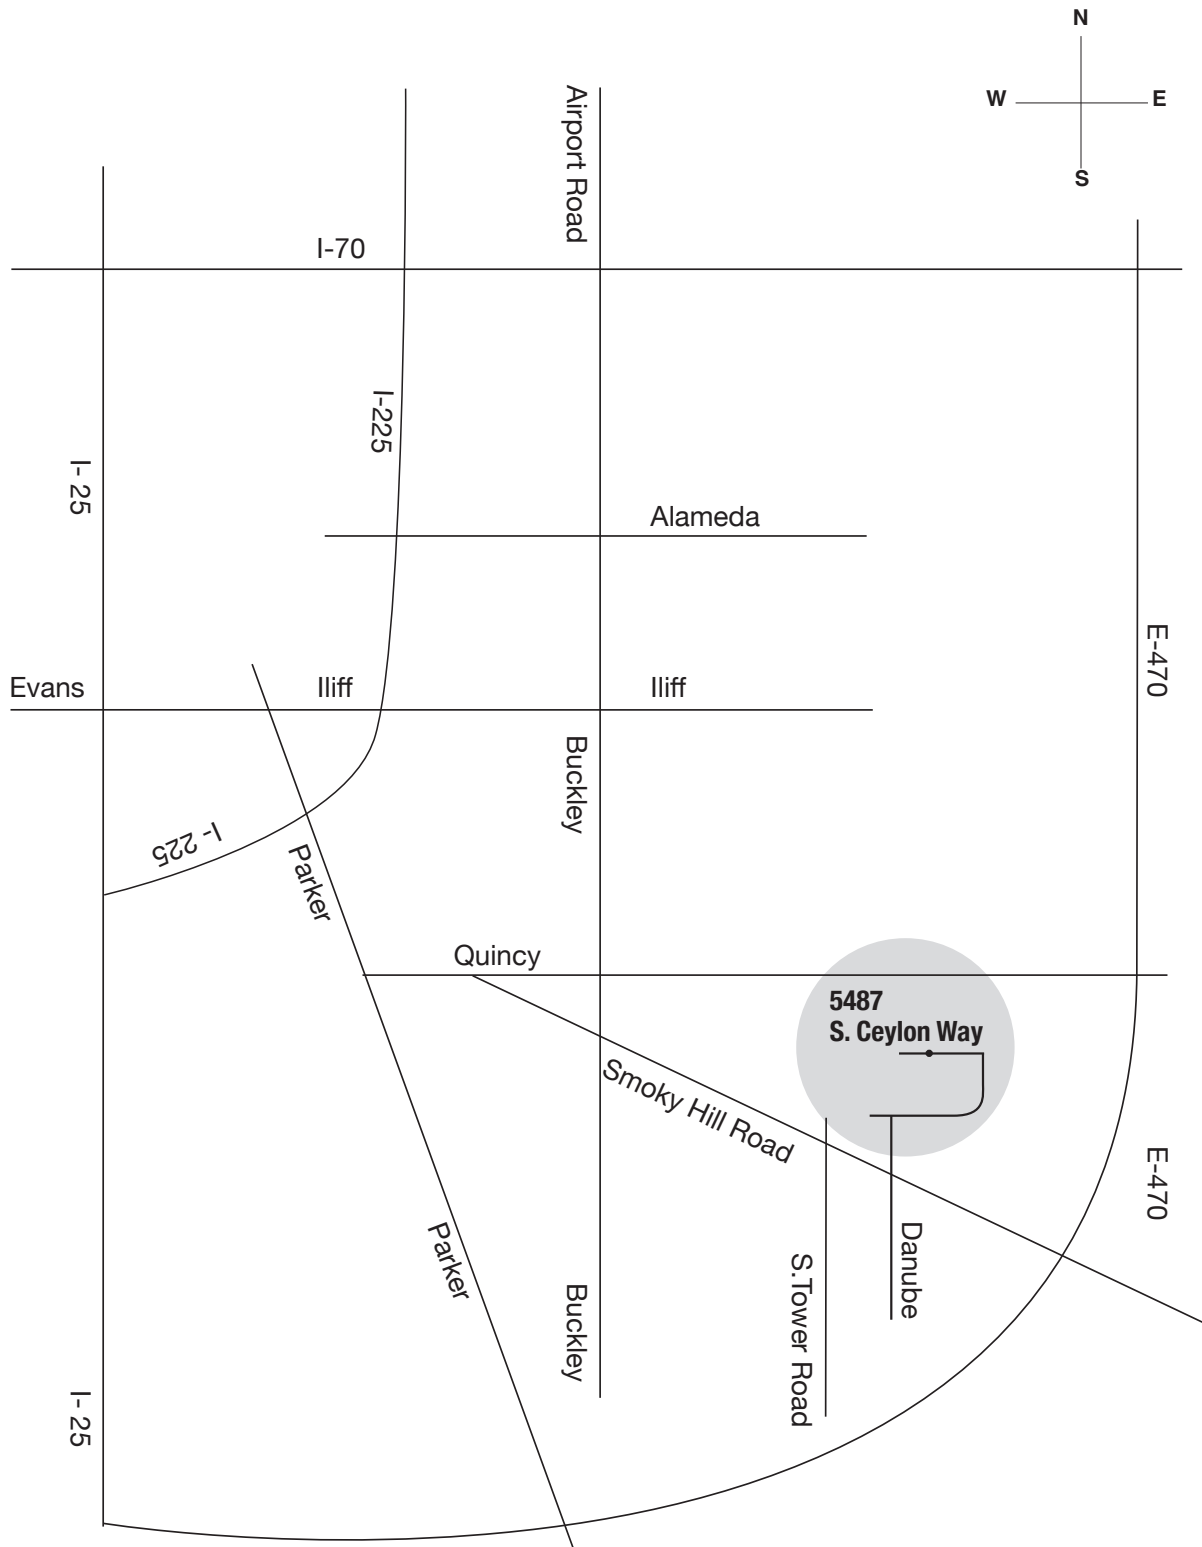 N
W
E
S
Airport Road
I-70
I-225
I- 25
Alameda
E-470
Evans
Iliff
Iliff
Buckley
I- 225
Parker
Quincy
5487
S. Ceylon Way
Smoky Hill Road
E-470
Parker
Danube
S.Tower Road
Buckley
I- 25